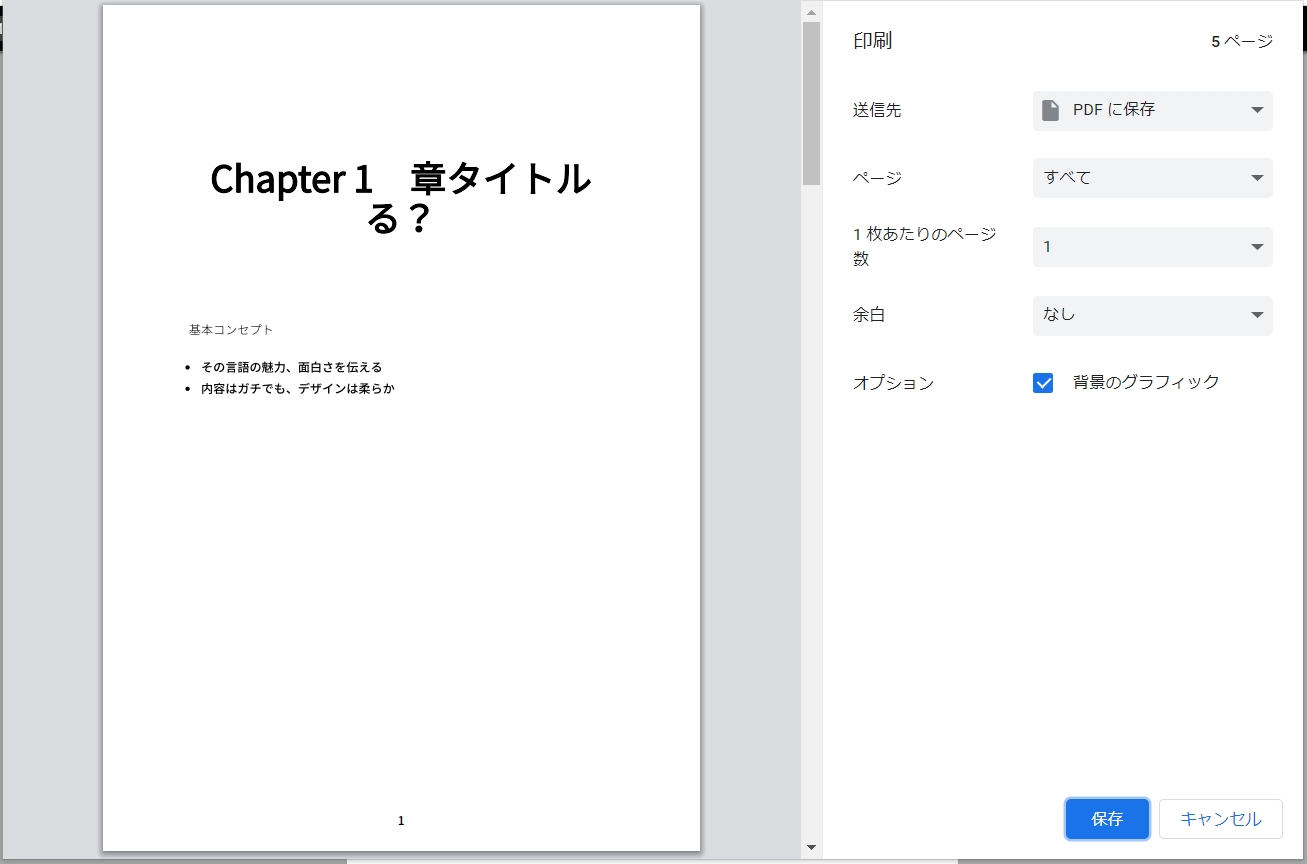 Chapter 1　章タイトル
る？
基本コンセプト
• その言語の魅力、面白さを伝える
• 内容はガチでも、デザインは柔らか
1
印刷
5 ページ
送信先
PDF に保存
ページ
すべて
1 枚あたりのページ
数
1
余白
なし
オプション
背景のグラフィック
保存
キャンセル